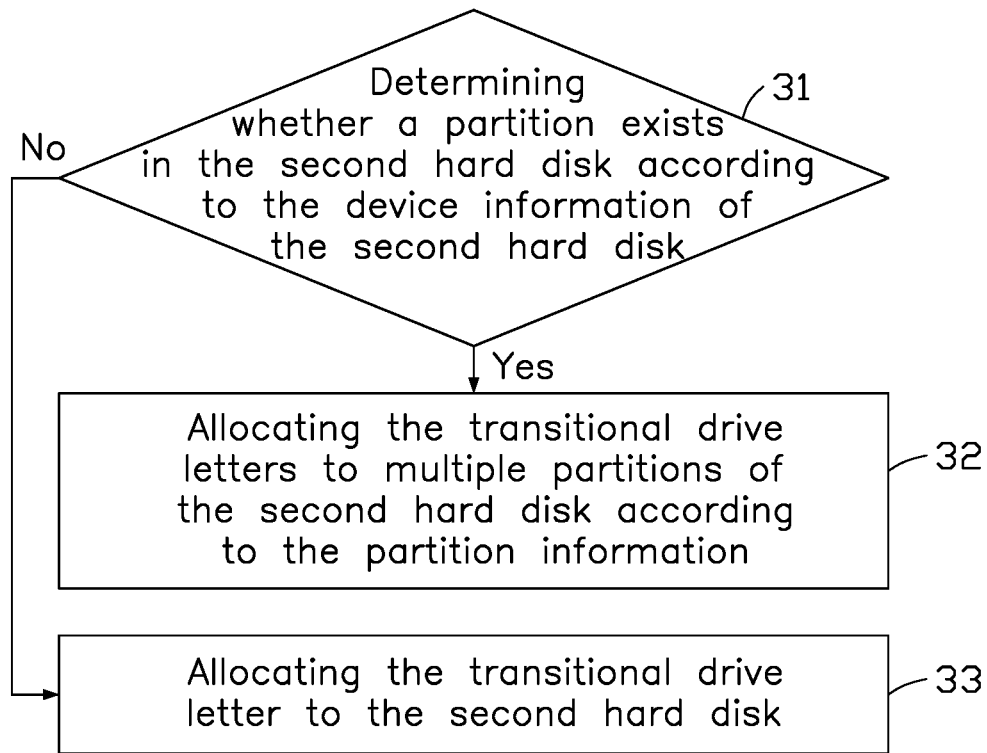 Determining
whether a partition exists
in the second hard disk according
to the device information of
the second hard disk
31
No
Yes
Allocating the transitional drive
letters to multiple partitions of
the second hard disk according
to the partition information
32
Allocating the transitional drive
letter to the second hard disk
33